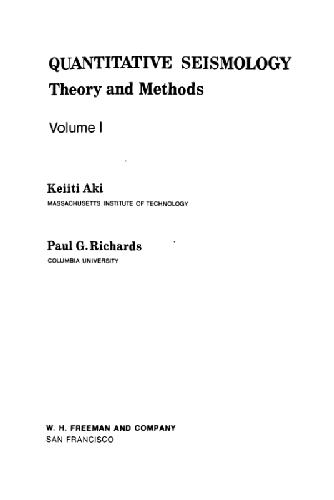 QUANTITATIVE SEISMOLOGY
Theory and Methods
Volume I
Keiiti Aki
MASSACHUSETTS INSTITUTE OF TECHNOLOGY
Paul G. Richards
COLUMBIA UNIVERSITY
W. H. FREEMAN AND COMPANY
SAN FRANCISCO